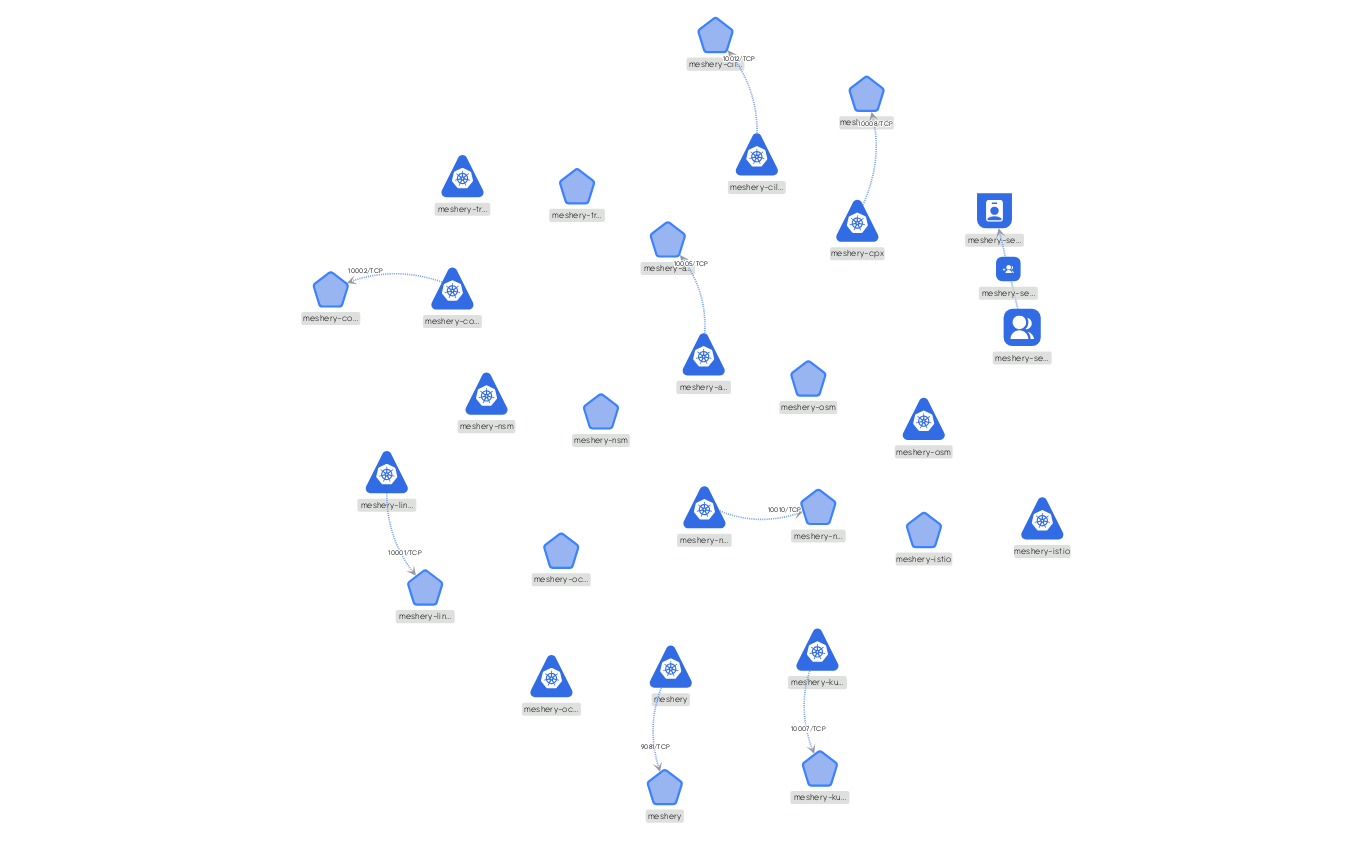 meshery-cil...
10012/TCP
10008/TCP
meshery-cil...
meshery-tr...
meshery-tr...
meshery-cpx
meshery-se...
meshery-a...
10005/TCP
10002/TCP
meshery-se...
meshery-co...
meshery-co...
meshery-se...
meshery-a...
meshery-osm
meshery-nsm
meshery-nsm
meshery-osm
meshery-lin...
10010/TCP
meshery-n...
meshery-n...
10001/TCP
meshery-istio
meshery-istio
meshery-oc...
meshery-lin...
meshery-ku...
meshery
meshery-oc...
10007/TCP
9081/TCP
meshery-ku...
meshery